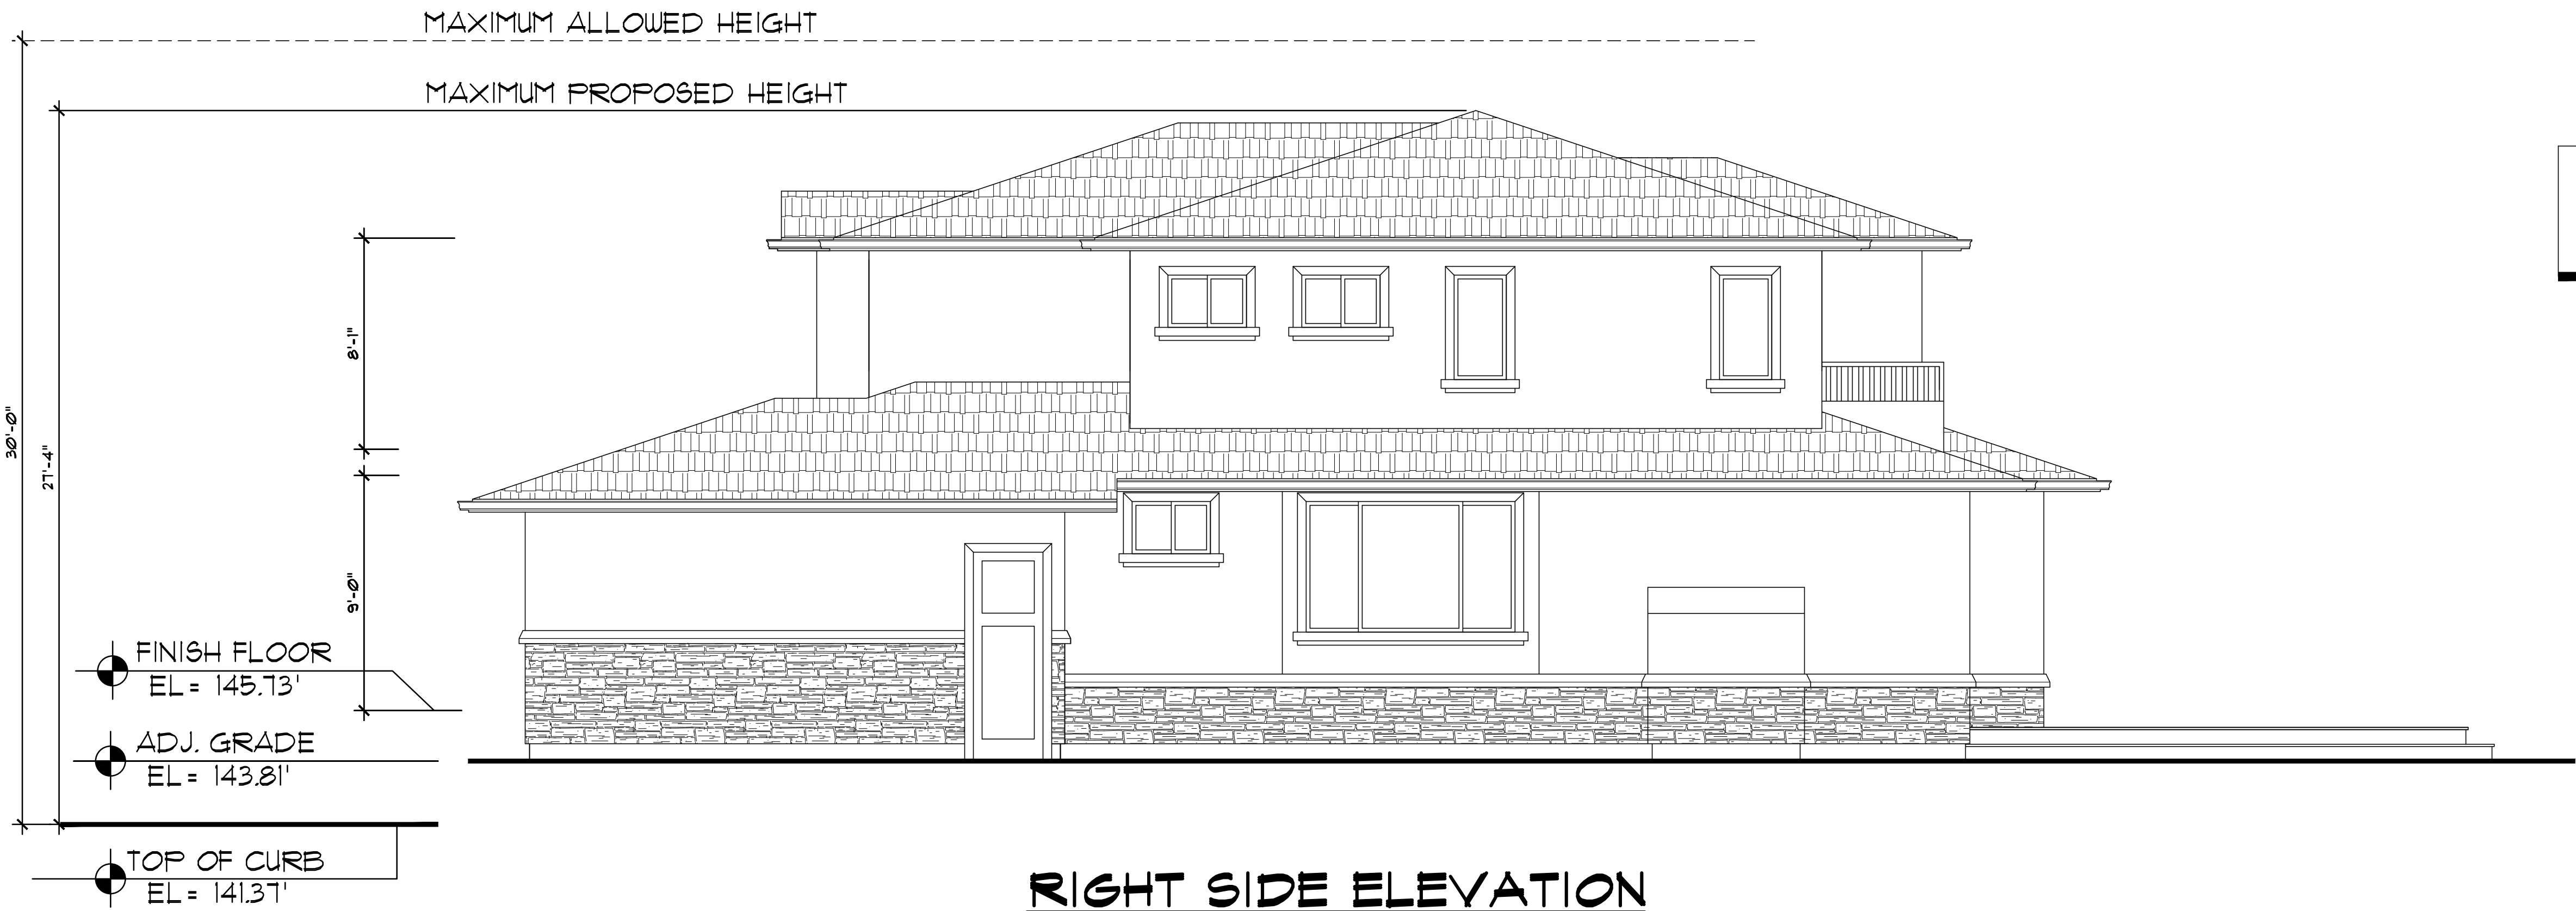 MAXIMUM ALLOWED HEIGHT
MAXIMUM PROPOSED HEIGHT
8'-1"
30'-0"
27'-4"
9'-0"
FINISH FLOOR
EL= 145.73'
ADJ. GRADE
EL= 143.81'
TOP OF CURB
EL= 141.37'
RIGHT SIDE ELEVATION